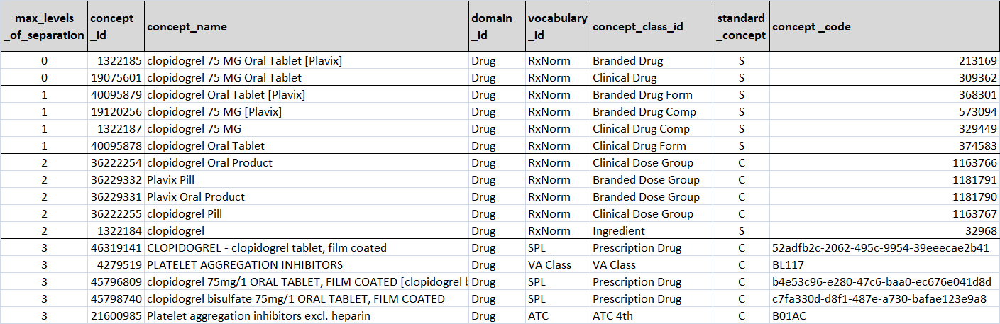 max_levels _of_separation concept _id concept_name domain _id vocabulary _id concept_class_id standard _concept concept _code
0 1322185 clopidogrel 75 MG Oral Tablet [Plavix] Drug RxNorm Branded Drug S 213169
0 19075601 clopidogrel 75 MG Oral Tablet Drug RxNorm Clinical Drug S 309362
1 40095879 clopidogrel Oral Tablet [Plavix] Drug RxNorm Branded Drug Form S 368301
1 19120256 clopidogrel 75 MG [Plavix] Drug RxNorm Branded Drug Comp S 573094
1 1322187 clopidogrel 75 MG Drug RxNorm Clinical Drug Comp S 329449
1 40095878 clopidogrel Oral Tablet Drug RxNorm Clinical Drug Form S 374583
2 36222254 clopidogrel Oral Product Drug RxNorm Clinical Dose Group C 1163766
2 36229332 Plavix Pill Drug RxNorm Branded Dose Group C 1181791
2 36229331 Plavix Oral Product Drug RxNorm Branded Dose Group C 1181790
2 36222255 clopidogrel Pill Drug RxNorm Clinical Dose Group C 1163767
2 1322184 clopidogrel Drug RxNorm Ingredient S 32968
3 46319141 CLOPIDOGREL - clopidogrel tablet, film coated Drug SPL Prescription Drug C 52adfb2c-2062-495c-9954-39eeecae2b41
3 4279519 PLATELET AGGREGATION INHIBITORS Drug VA Class VA Class C BL117
3 45796809 clopidogrel 75mg/1 ORAL TABLET, FILM COATED [clopidogrel b Drug SPL Prescription Drug C b4e53c96-e280-47c6-baa0-ec676e041d8d
3 45798740 clopidogrel bisulfate 75mg/1 ORAL TABLET, FILM COATED Drug SPL Prescription Drug C c7fa330d-d8f1-487e-a730-bafae123e9a8
3 21600985 Platelet aggregation inhibitors excl. heparin Drug ATC ATC 4th C B01AC